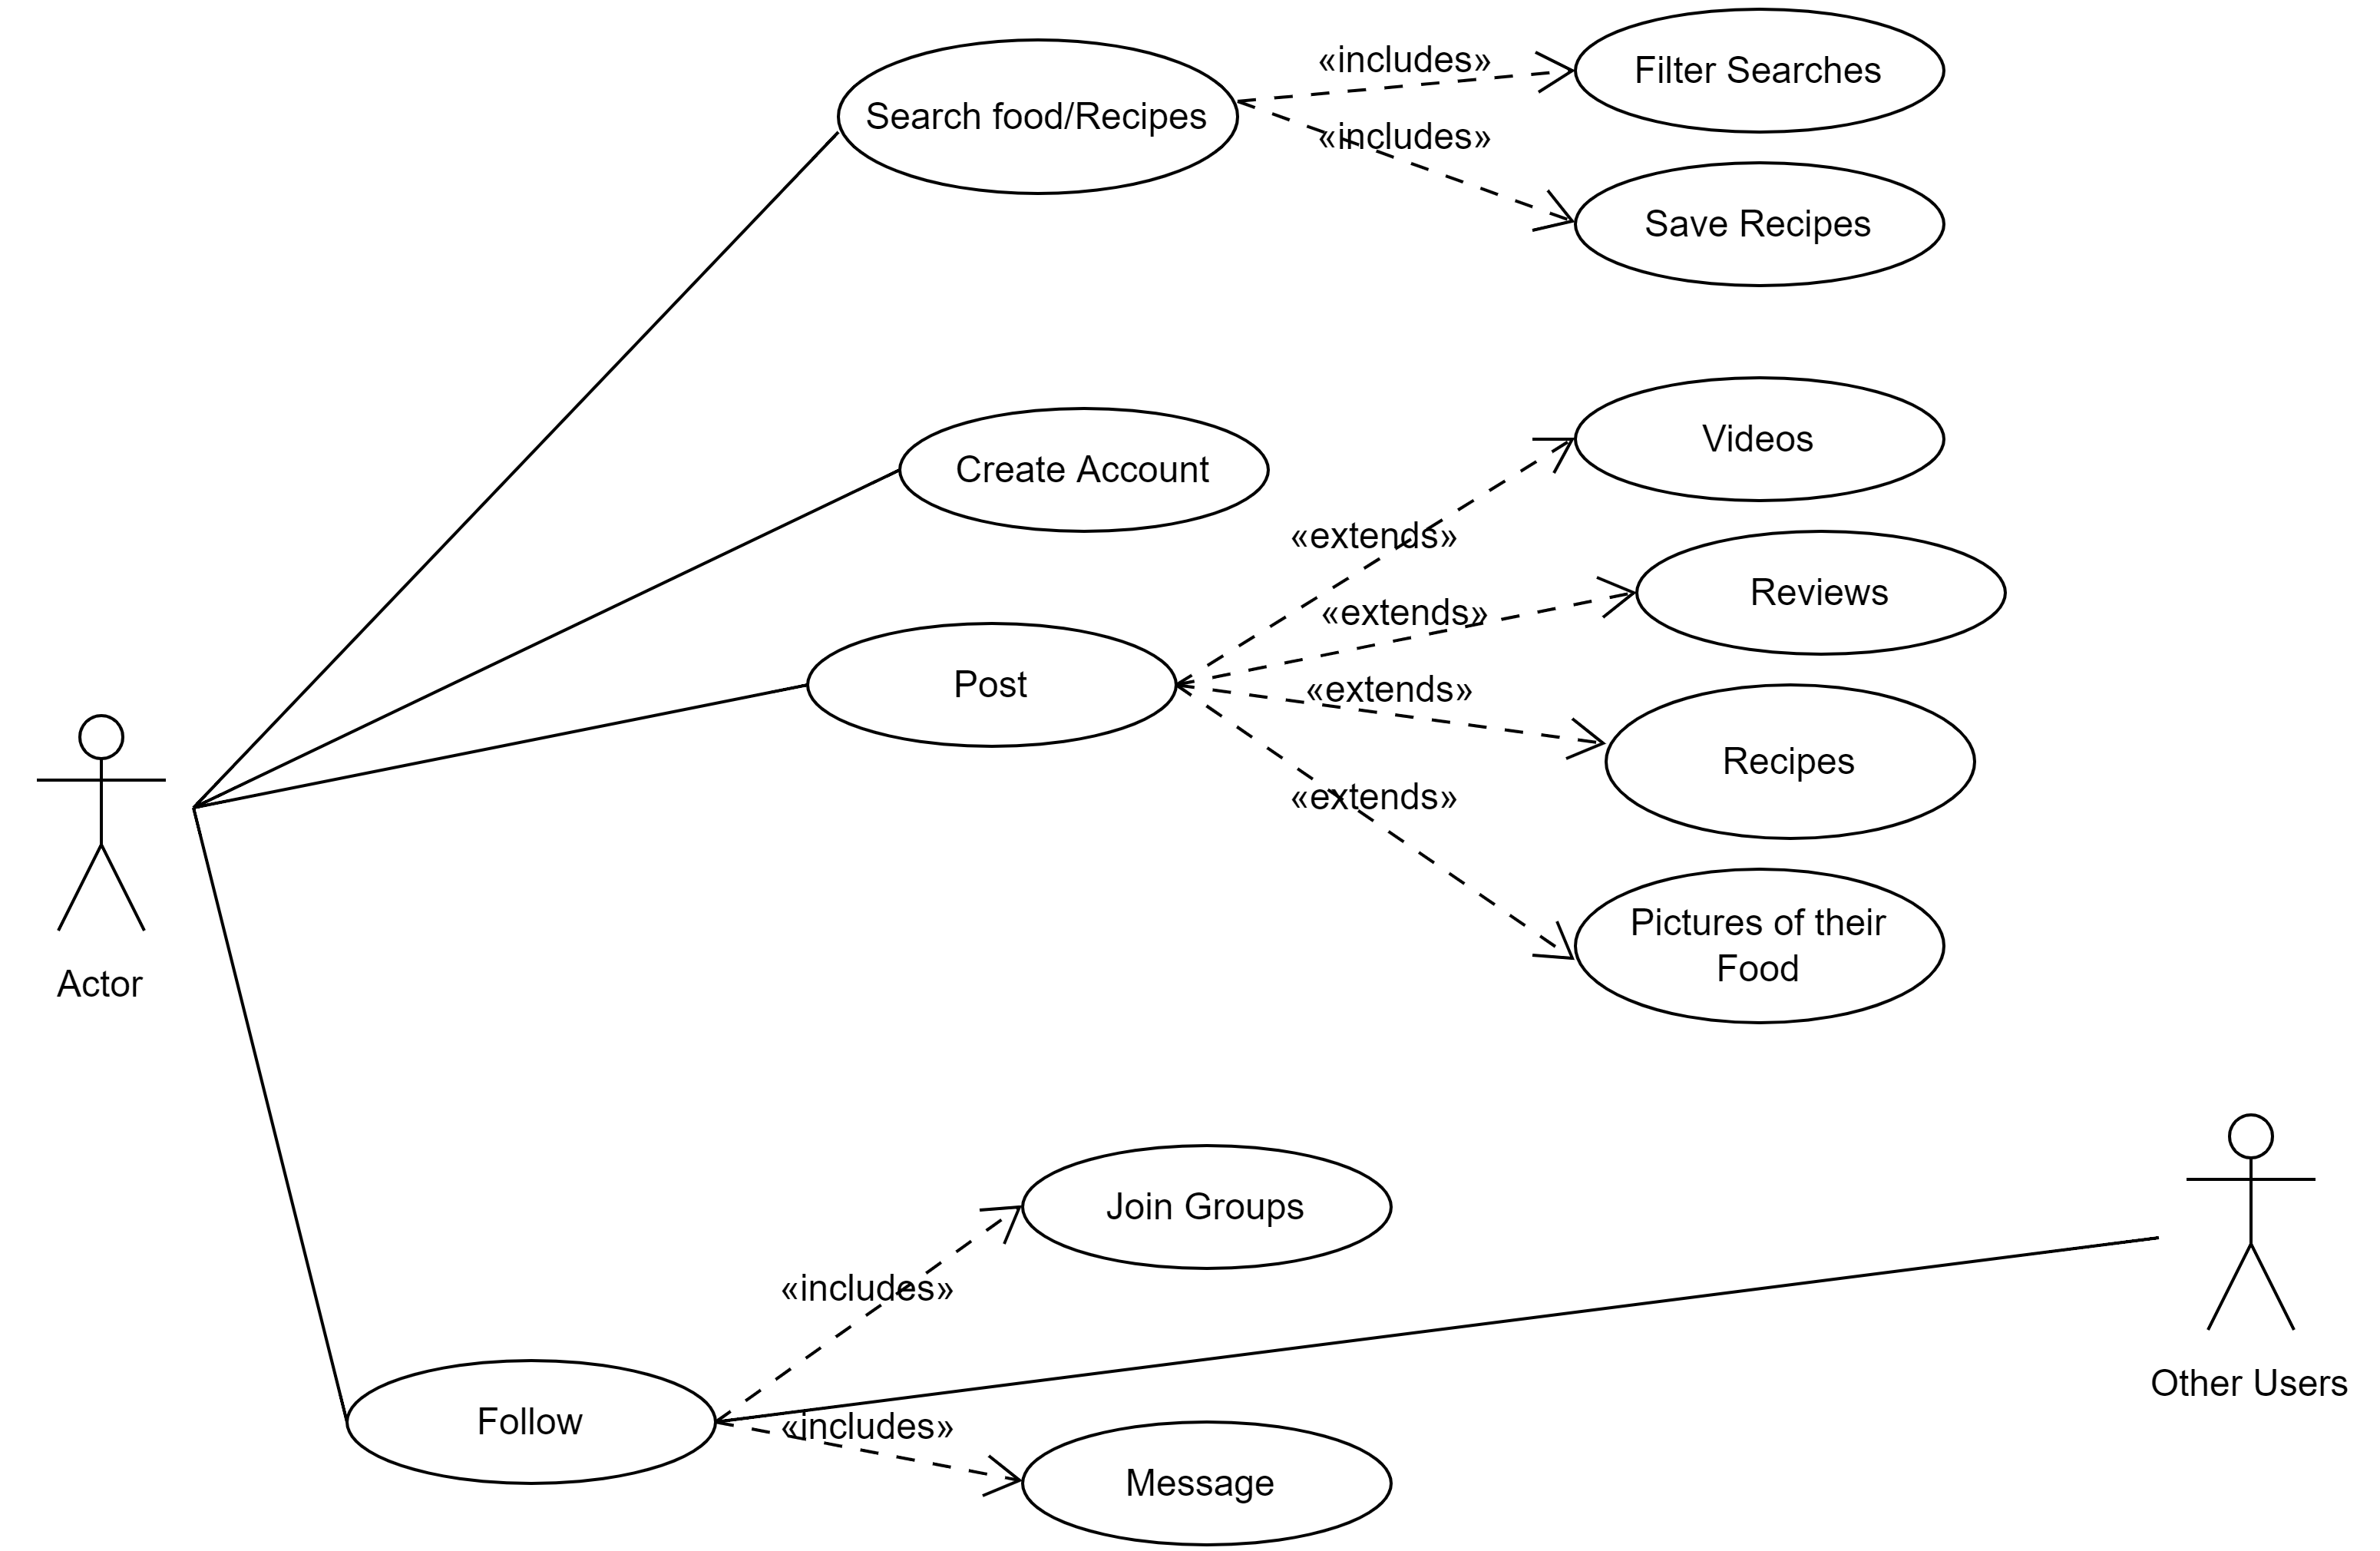 «includes»
Filter Searches
Search food/Recipes
«includes»
Save Recipes
Videos
Create Account
«extends»
Reviews
«extends»
Post
«extends»
Recipes
«extends»
Pictures of their
Food
Actor
Join Groups
«includes»
Other Users
Follow
«includes»
Message